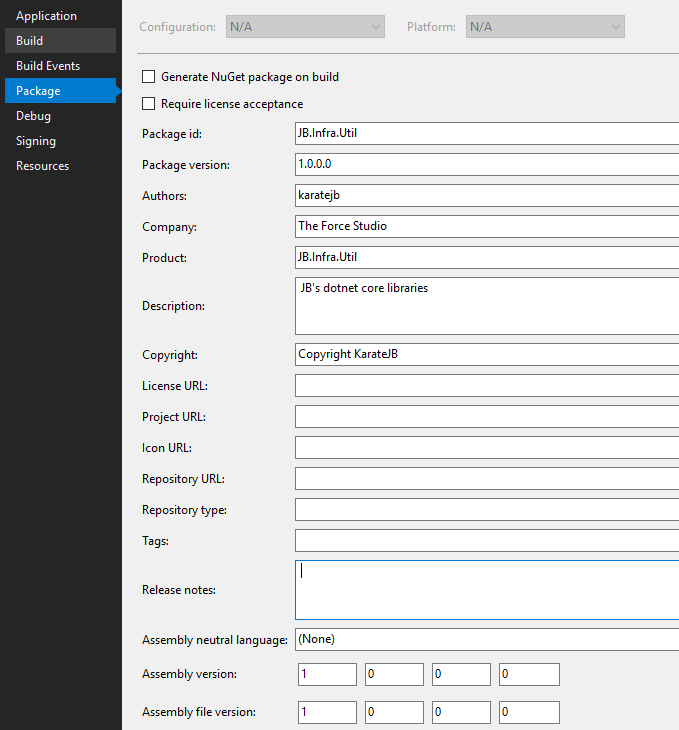 Application
Build
Build Events
Package
Debug
Signing
Resources
Configuration: N/A Platform: N/A
Generate NuGet package on build
Require license acceptance
Package id: JB.Infra.Util
Package version: 1.0.0.0
Authors: karatejb
Company: The Force Studio
Product: JB.Infra.Util
Description: JB's dotnet core libraries
Copyright: Copyright KarateJB
License URL:
Project URL:
Icon URL:
Repository URL:
Repository type:
Tags:
Release notes:
Assembly neutral language: (None)
Assembly version: 1 0 0 0
Assembly file version: 1 0 0 0